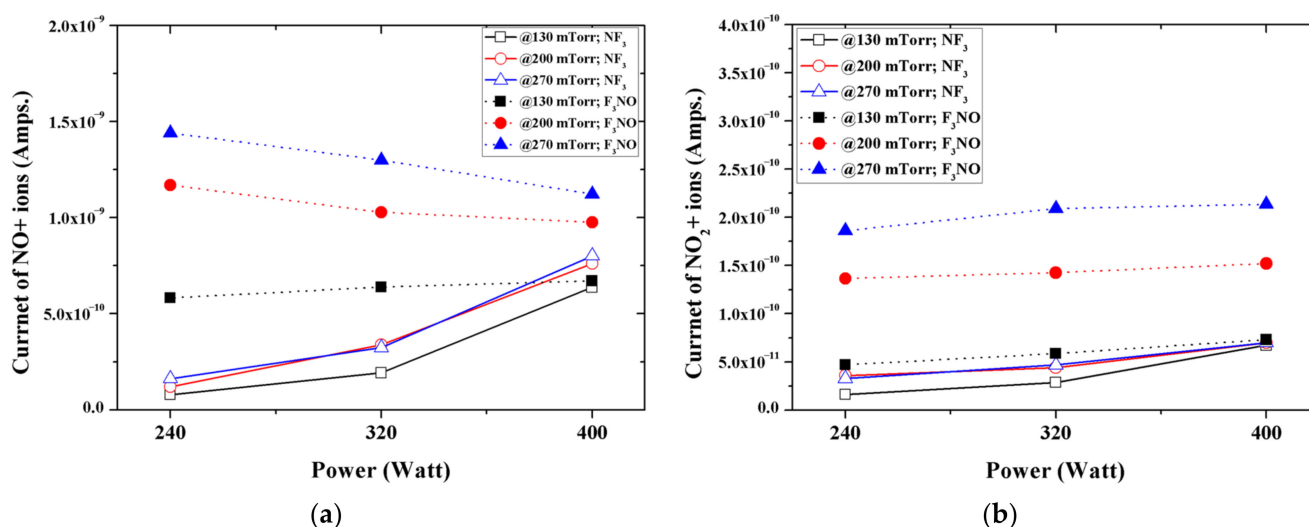 2.0x10⁻⁹
1.5x10⁻⁹
1.0x10⁻⁹
5.0x10⁻¹⁰
0.0
Currnet of NO+ ions (Amps.)
@130 mTorr; NF₃
@200 mTorr; NF₃
@270 mTorr; NF₃
@130 mTorr; F₃NO
@200 mTorr; F₃NO
@270 mTorr; F₃NO
240 320 400
Power (Watt)
(a)
4.0x10⁻¹⁰
3.5x10⁻¹⁰
3.0x10⁻¹⁰
2.5x10⁻¹⁰
2.0x10⁻¹⁰
1.5x10⁻¹⁰
1.0x10⁻¹⁰
5.0x10⁻¹¹
0.0
Currnet of NO₂+ ions (Amps.)
@130 mTorr; NF₃
@200 mTorr; NF₃
@270 mTorr; NF₃
@130 mTorr; F₃NO
@200 mTorr; F₃NO
@270 mTorr; F₃NO
240 320 400
Power (Watt)
(b)